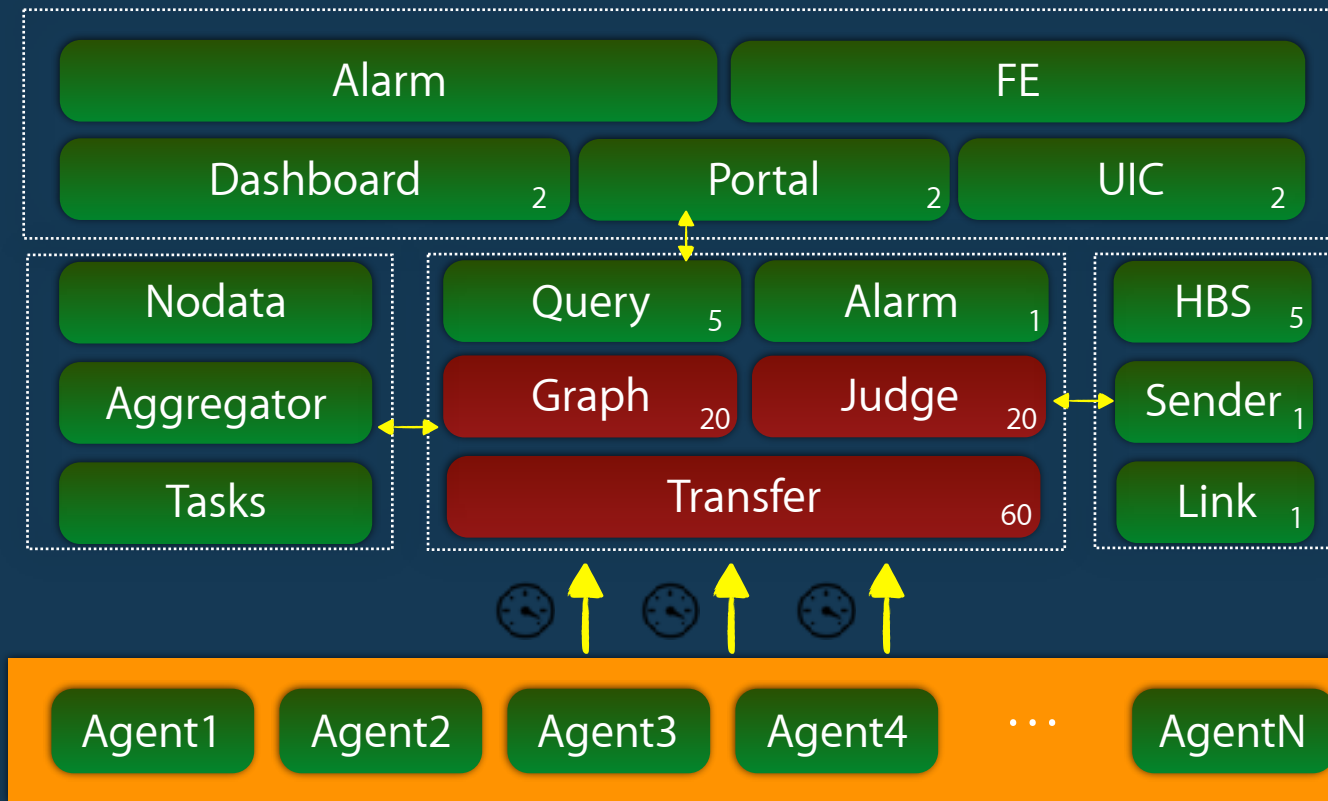 Alarm
FE
Dashboard 2
Portal 2
UIC 2
Nodata
Aggregator
Tasks
Query 5
Alarm 1
Graph 20
Judge 20
Transfer 60
HBS 5
Sender 1
Link 1
Agent1
Agent2
Agent3
Agent4
...
AgentN